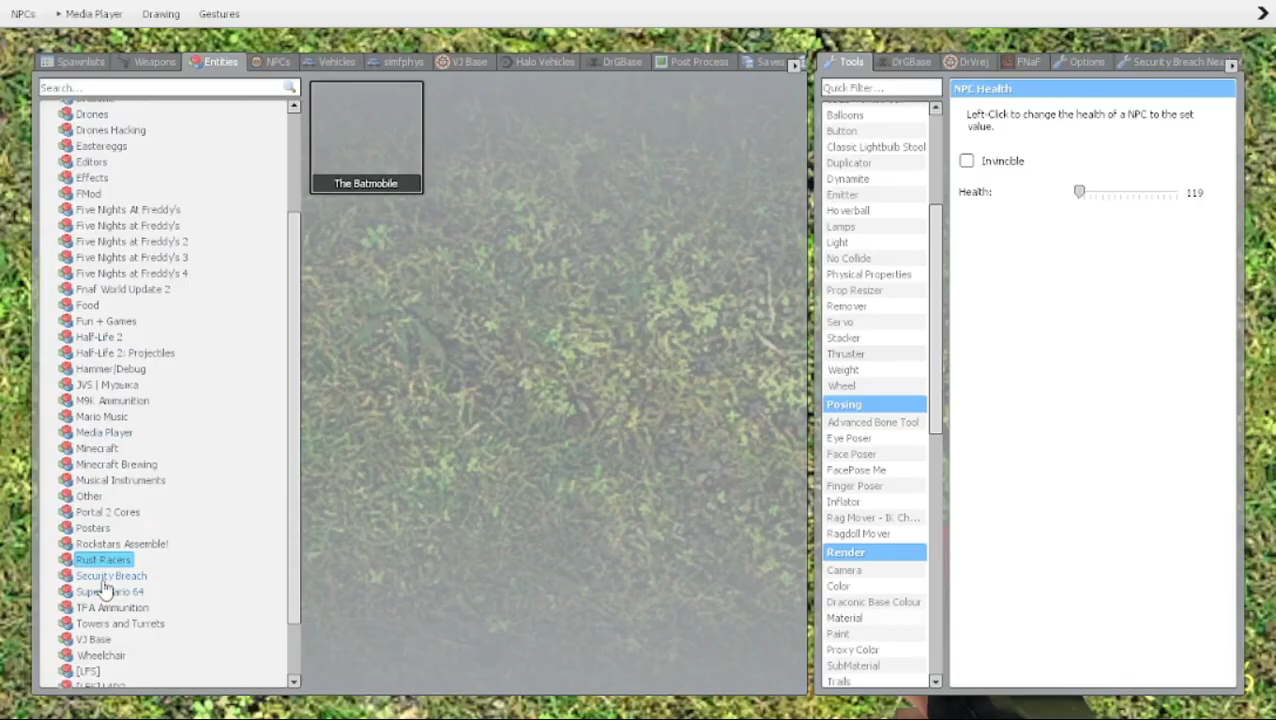 NPCs
Media Player
Drawing
Gestures
Spawnlists
Weapons
Entities
NPCs
Vehicles
simfphys
VJ Base
Halo Vehicles
DrGBase
Post Process
Saves
Search...
Drones
Drones Hacking
Eastereggs
Editors
Effects
FMod
Five Nights At Freddy's
Five Nights at Freddy's
Five Nights at Freddy's 2
Five Nights at Freddy's 3
Five Nights at Freddy's 4
Fnaf World Update 2
Food
Fun + Games
Half-Life 2
Half-Life 2: Projectiles
Hammer/Debug
JVS | Музыка
M9K Ammunition
Mario Music
Media Player
Minecraft
Minecraft Brewing
Musical Instruments
Other
Portal 2 Cores
Posters
Rockstars Assemble!
Rust Racers
Security Breach
Super Mario 64
TFA Ammunition
Towers and Turrets
VJ Base
Wheelchair
[LFS]
The Batmobile
Tools
DrGBase
DrVrej
FNaF
Options
Security Breach Nex
Quick Filter...
Balloons
Button
Classic Lightbulb Stool
Duplicator
Dynamite
Emitter
Hoverball
Lamps
Light
No Collide
Physical Properties
Prop Resizer
Remover
Servo
Stacker
Thruster
Weight
Wheel
Posing
Advanced Bone Tool
Eye Poser
Face Poser
FacePose Me
Finger Poser
Inflator
Rag Mover - IK Ch...
Ragdoll Mover
Render
Camera
Color
Draconic Base Colour
Material
Paint
Proxy Color
SubMaterial
Trails
NPC Health
Left-Click to change the health of a NPC to the set
value.
Invincible
Health:
119